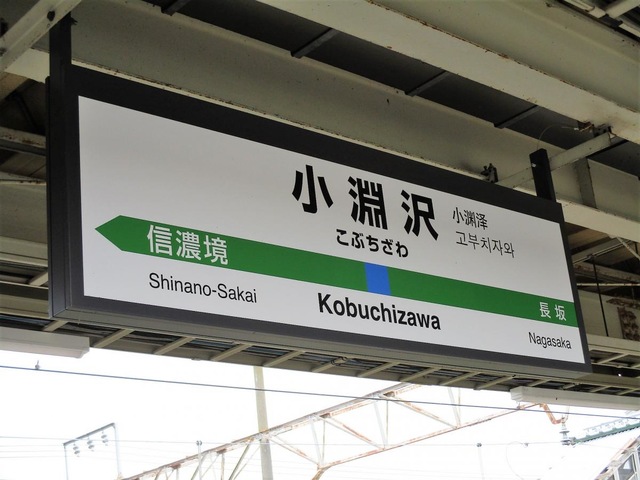 小淵沢
小渊泽
고부치자와
こぶちざわ
信濃境
長坂
Shinano-Sakai
Kobuchizawa
Nagasaka